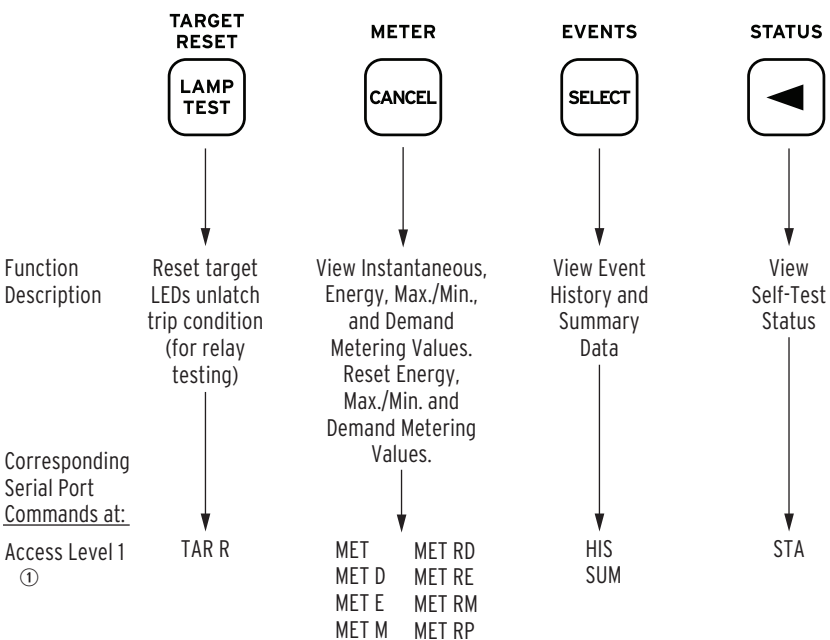 TARGET
RESET
METER
EVENTS
STATUS
LAMP
TEST
CANCEL
SELECT
Function
Description
Reset target
LEDs unlatch
trip condition
(for relay
testing)
View Instantaneous,
Energy, Max./Min.,
and Demand
Metering Values.
Reset Energy,
Max./Min. and
Demand Metering
Values.
View Event
History and
Summary
Data
View
Self-Test
Status
Corresponding
Serial Port
Commands at:
Access Level 1
①
TAR R
MET MET RD
MET D MET RE
MET E MET RM
MET M MET RP
HIS
SUM
STA